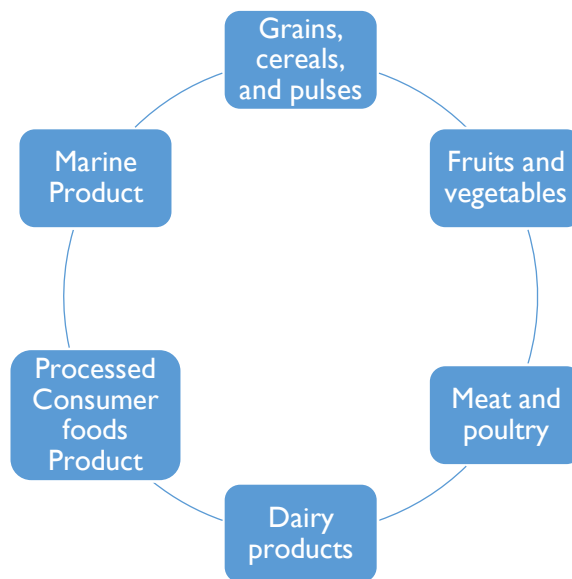 Grains,
cereals,
and pulses
Fruits and
vegetables
Meat and
poultry
Dairy
products
Processed
Consumer
foods
Product
Marine
Product